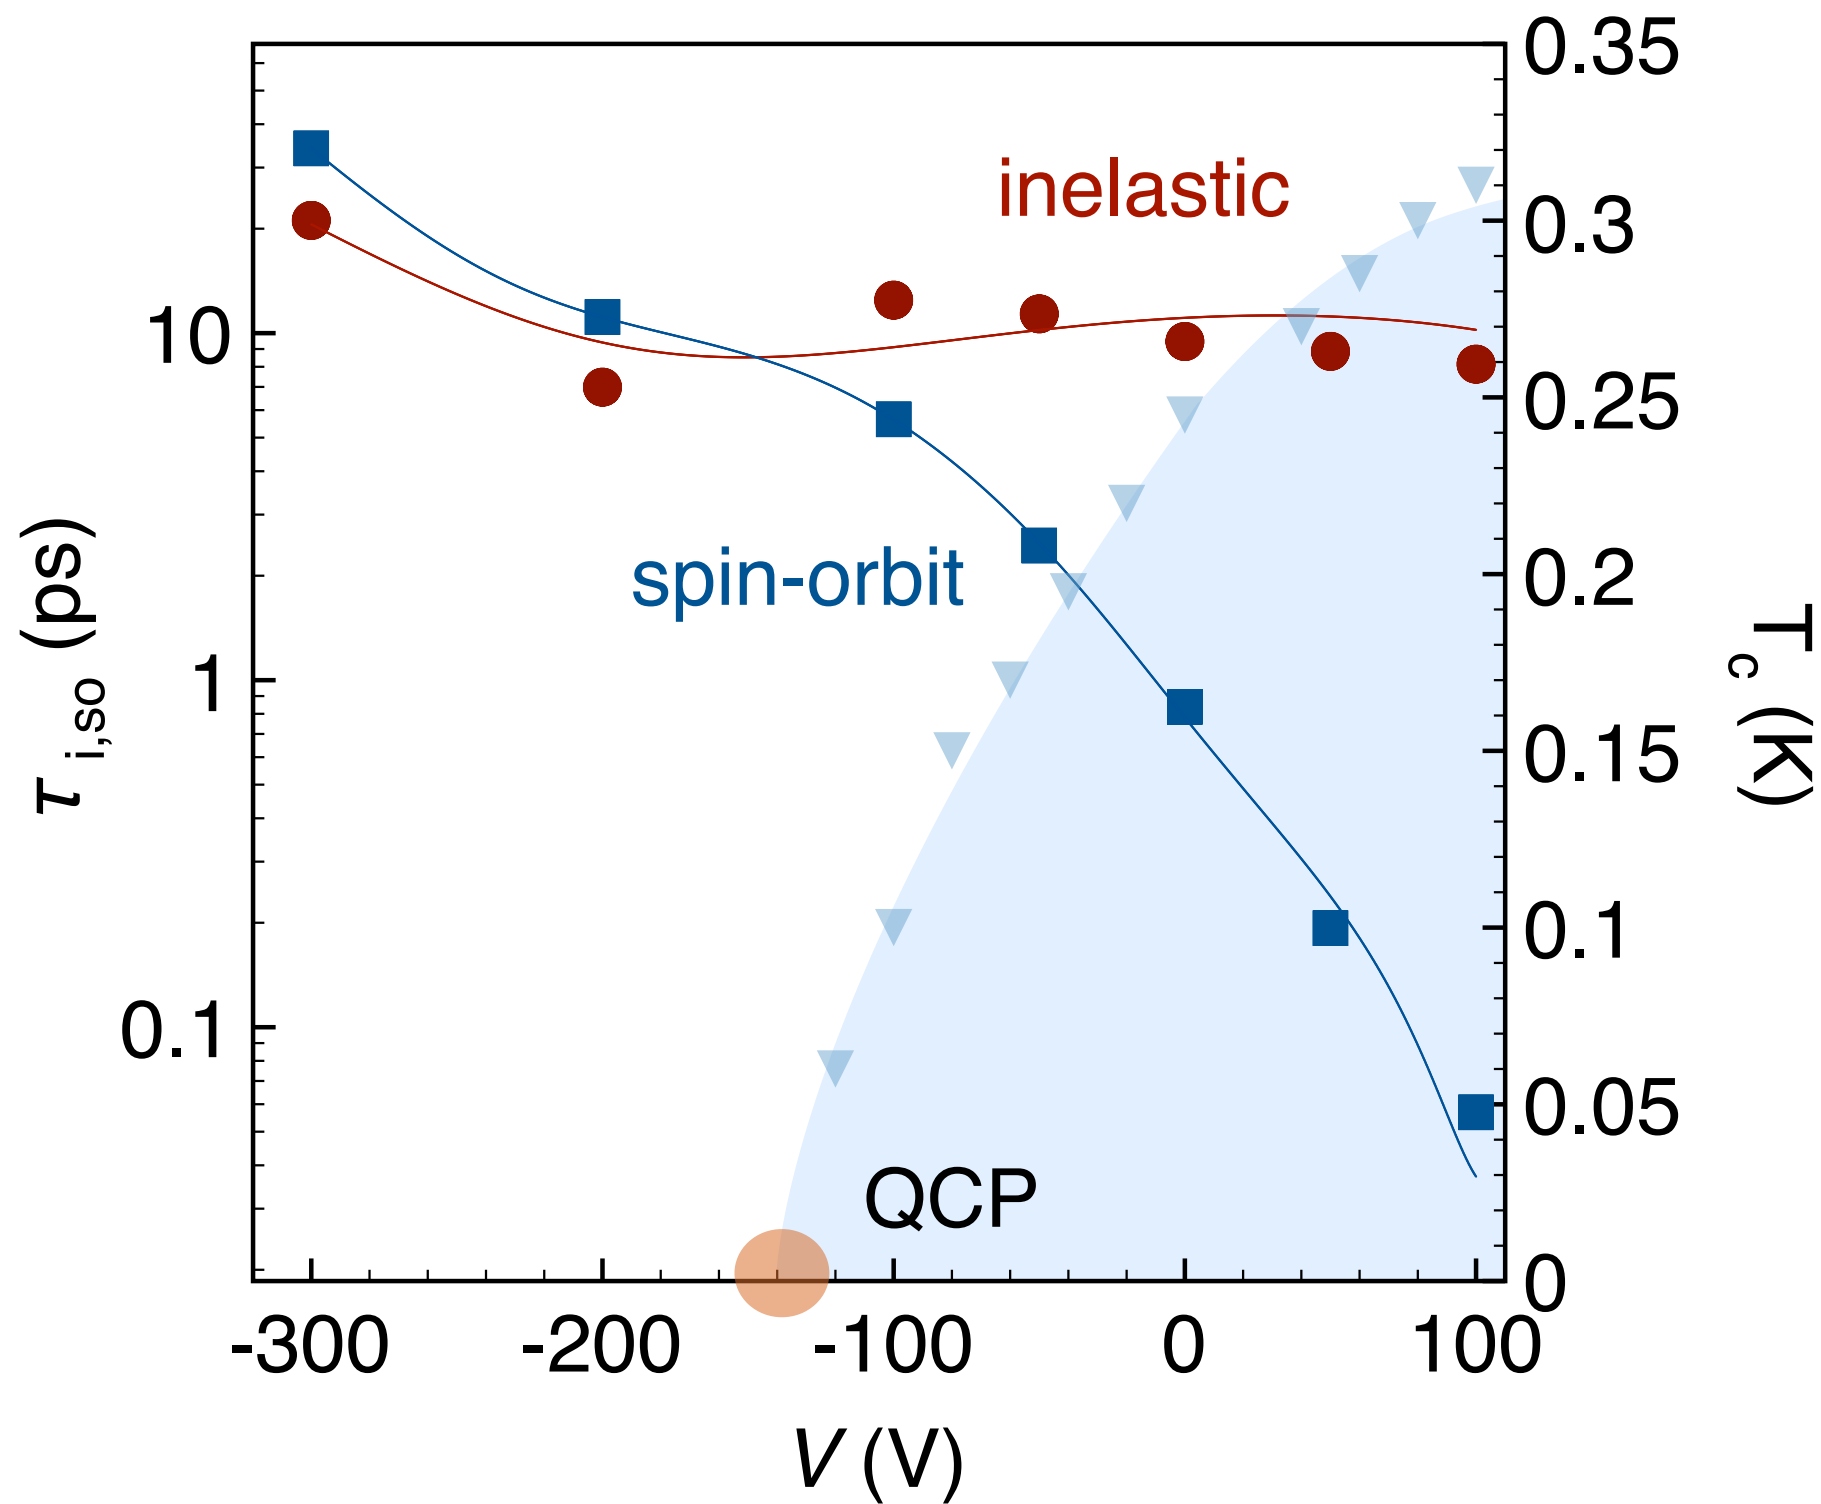 0.35
0.3
0.25
0.2
0.15
0.1
0.05
0
10
1
0.1
inelastic
spin-orbit
QCP
τ i,so (ps)
Tc (K)
-300 -200 -100 0 100
V (V)